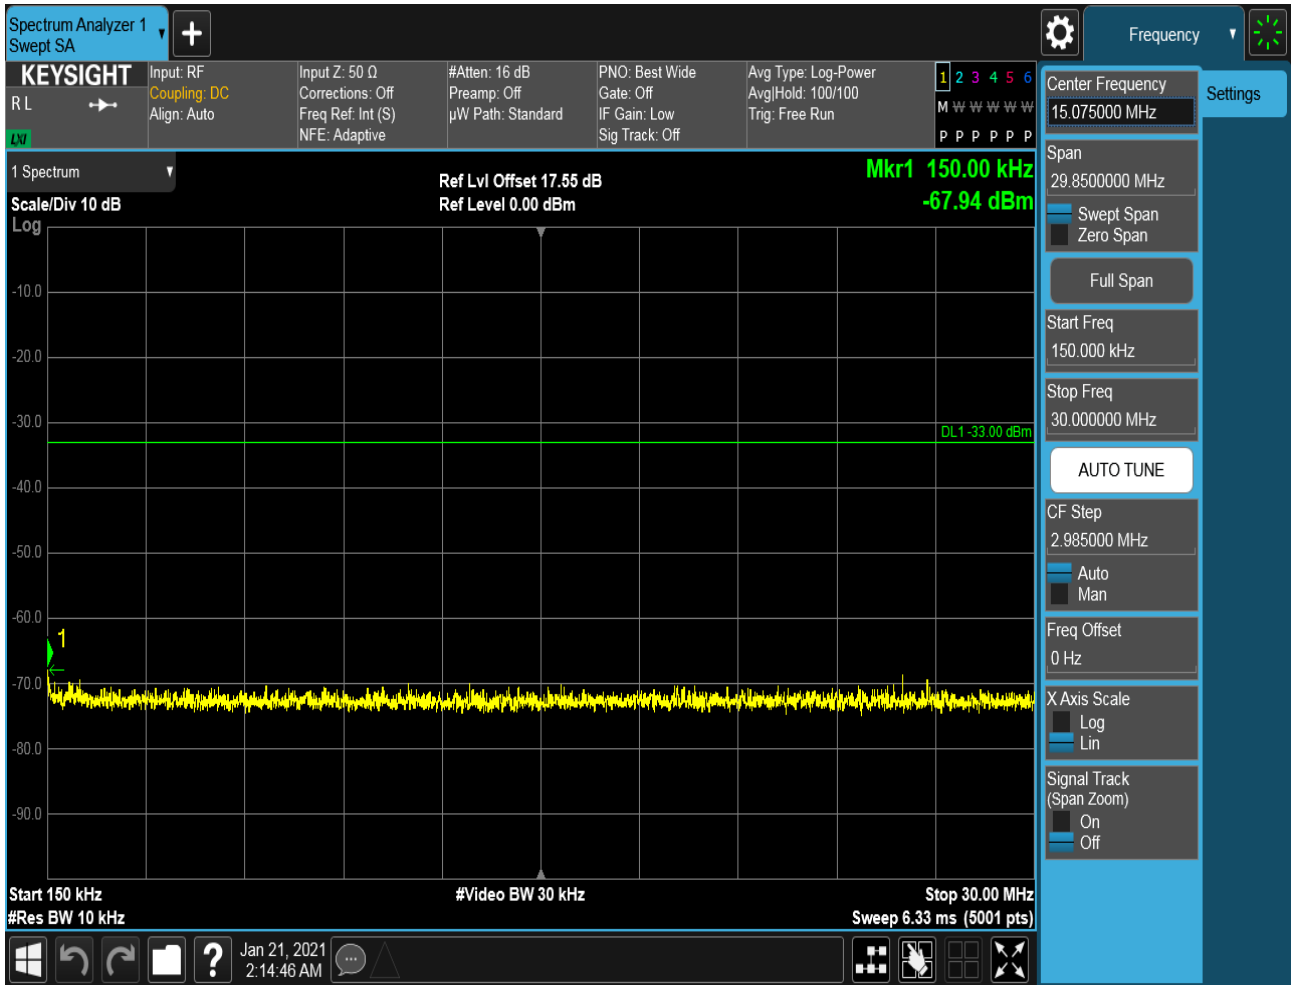 Spectrum Analyzer 1
Swept SA
Frequency
KEYSIGHT
R L
LXI
Input: RF
Coupling: DC
Align: Auto
Input Z: 50 Ω
Corrections: Off
Freq Ref: Int (S)
NFE: Adaptive
#Atten: 16 dB
Preamp: Off
µW Path: Standard
PNO: Best Wide
Gate: Off
IF Gain: Low
Sig Track: Off
Avg Type: Log-Power
Avg|Hold: 100/100
Trig: Free Run
1 2 3 4 5 6
M W W W W W
P P P P P P
1 Spectrum
Scale/Div 10 dB
Log
Ref Lvl Offset 17.55 dB
Ref Level 0.00 dBm
Mkr1 150.00 kHz
-67.94 dBm
-10.0
-20.0
-30.0
DL1 -33.00 dBm
-40.0
-50.0
-60.0
1
-70.0
-80.0
-90.0
Start 150 kHz
#Video BW 30 kHz
Stop 30.00 MHz
#Res BW 10 kHz
Sweep 6.33 ms (5001 pts)
?
Jan 21, 2021
2:14:46 AM
Center Frequency
15.075000 MHz
Settings
Span
29.8500000 MHz
Swept Span
Zero Span
Full Span
Start Freq
150.000 kHz
Stop Freq
30.000000 MHz
AUTO TUNE
CF Step
2.985000 MHz
Auto
Man
Freq Offset
0 Hz
X Axis Scale
Log
Lin
Signal Track
(Span Zoom)
On
Off